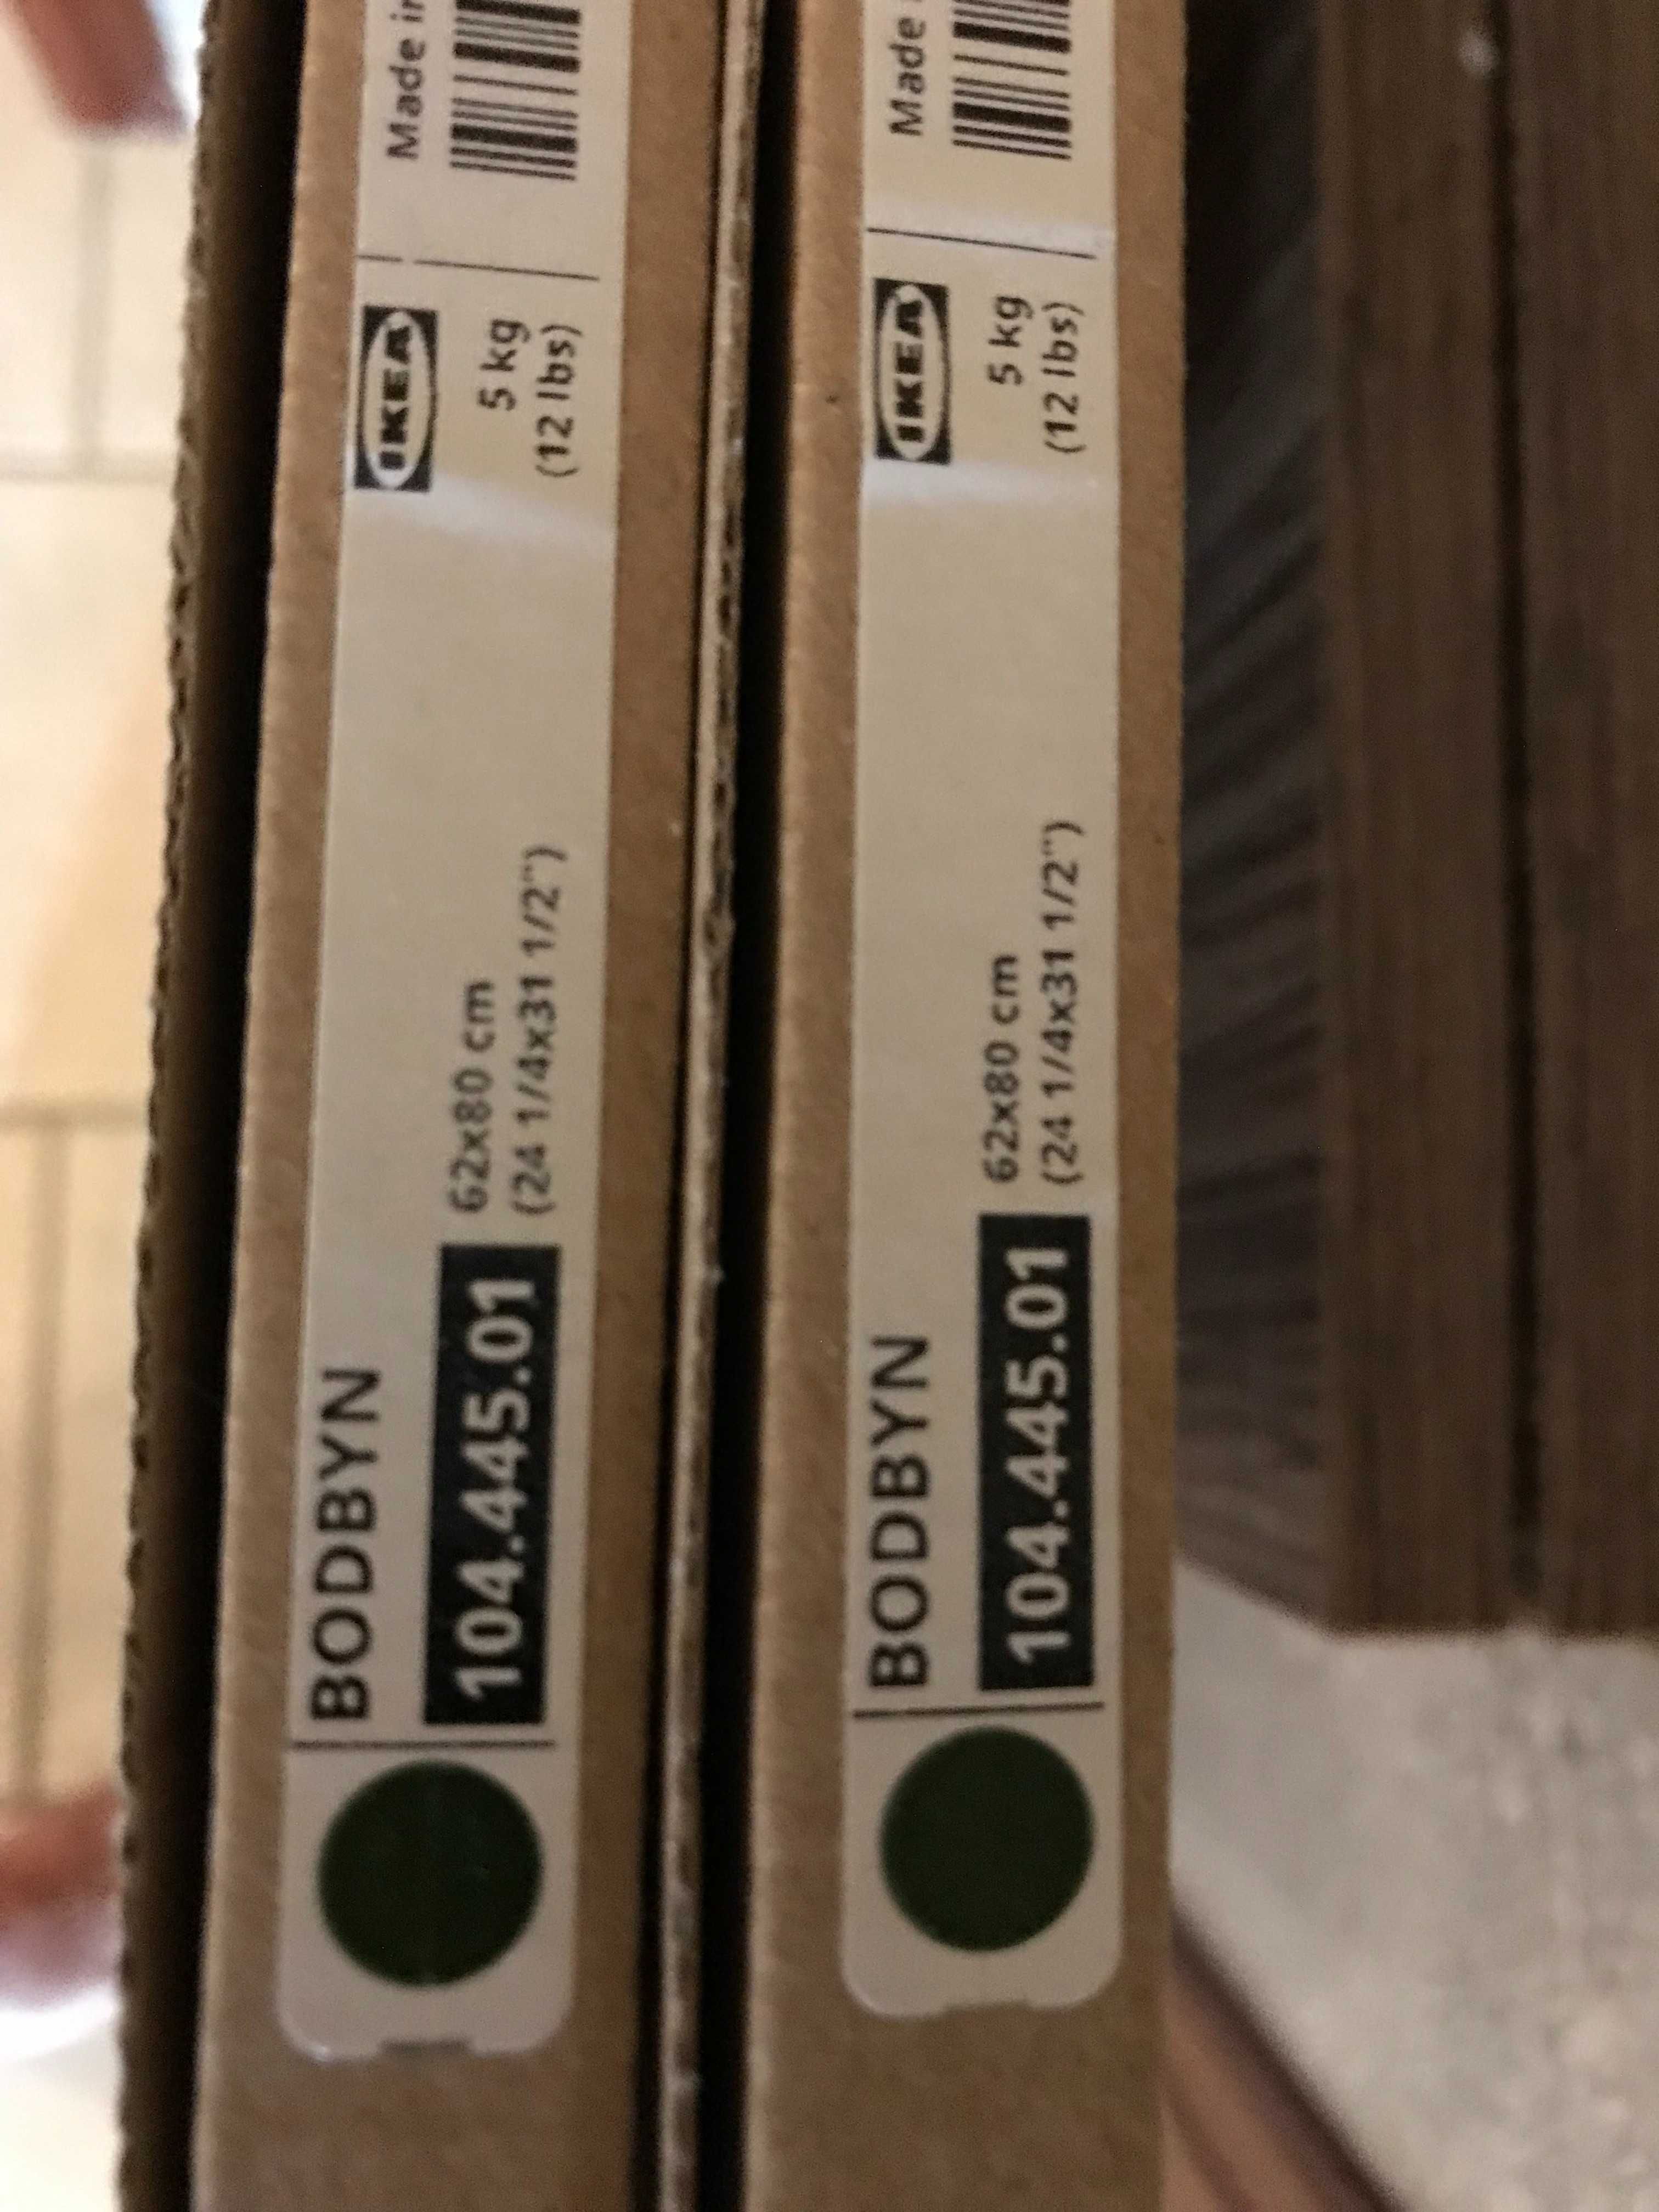 BODBYN
104.445.01
62x80 cm
(24 1/4x31 1/2")
IKEA
5 kg
(12 lbs)
Made in
BODBYN
104.445.01
62x80 cm
(24 1/4x31 1/2")
IKEA
5 kg
(12 lbs)
Made